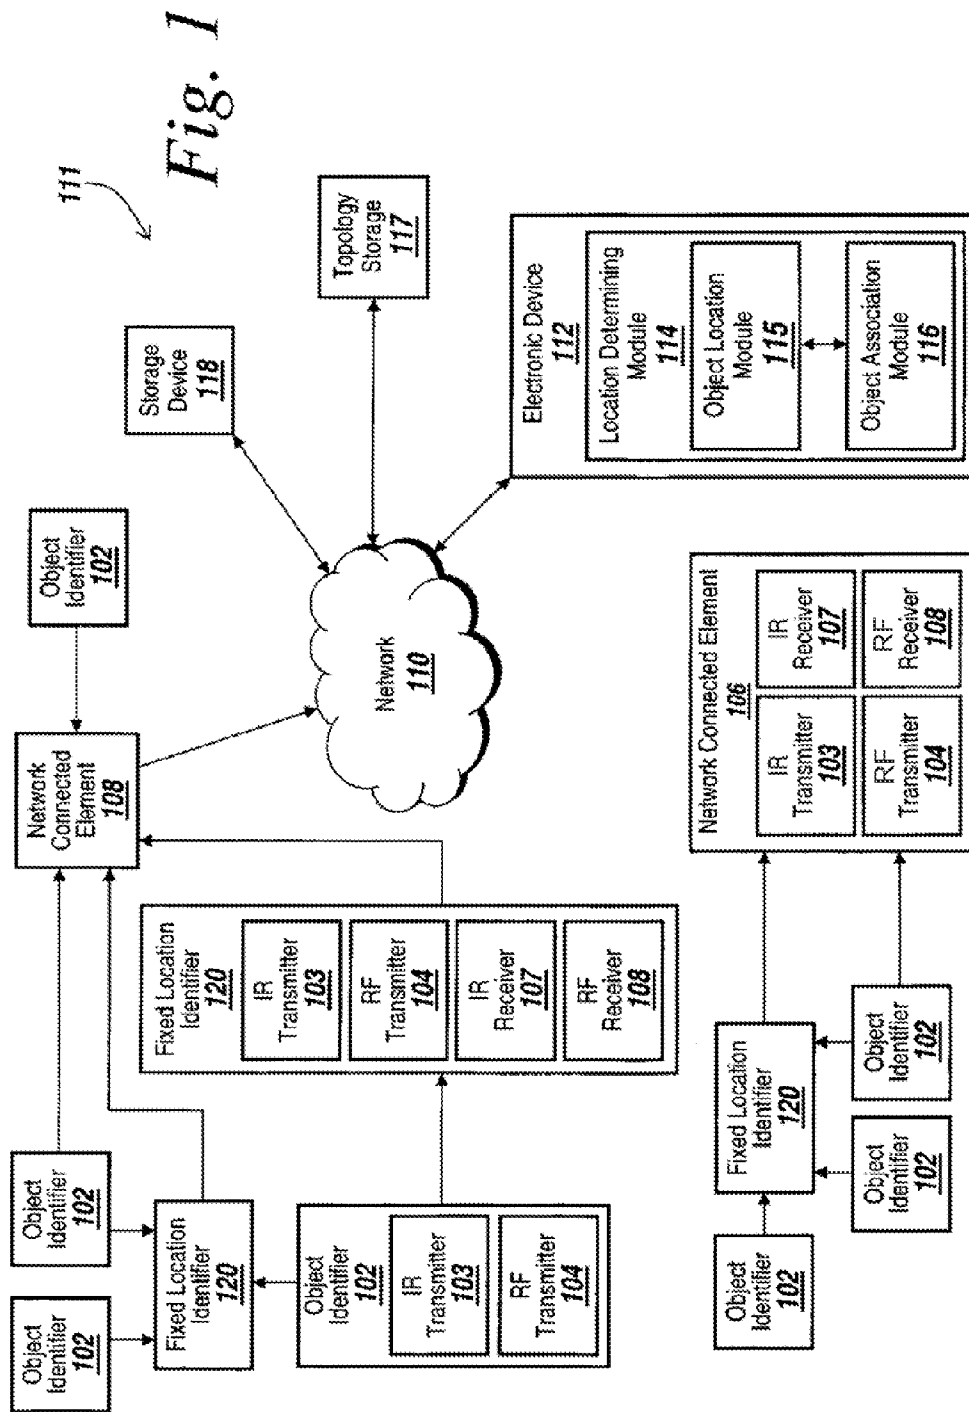 Object
Identifier
102
Object
Identifier
102
Network
Connected
Element
108
Object
Identifier
102
111
Fig. 1
Storage
Device
118
Fixed Location
Identifier
120
Fixed Location
Identifier
120
IR
Transmitter
103
RF
Transmitter
104
IR
Receiver
107
RF
Receiver
108
Object
Identifier
102
IR
Transmitter
103
RF
Transmitter
104
Network
110
Topology
Storage
117
Electronic Device
112
Location Determining
Module
114
Object Location
Module
115
Object Association
Module
116
Network Connected Element
106
IR
Transmitter
103
IR
Receiver
107
RF
Transmitter
104
RF
Receiver
108
Fixed Location
Identifier
120
Object Identifier
102
Object
Identifier
102
Object
Identifier
102